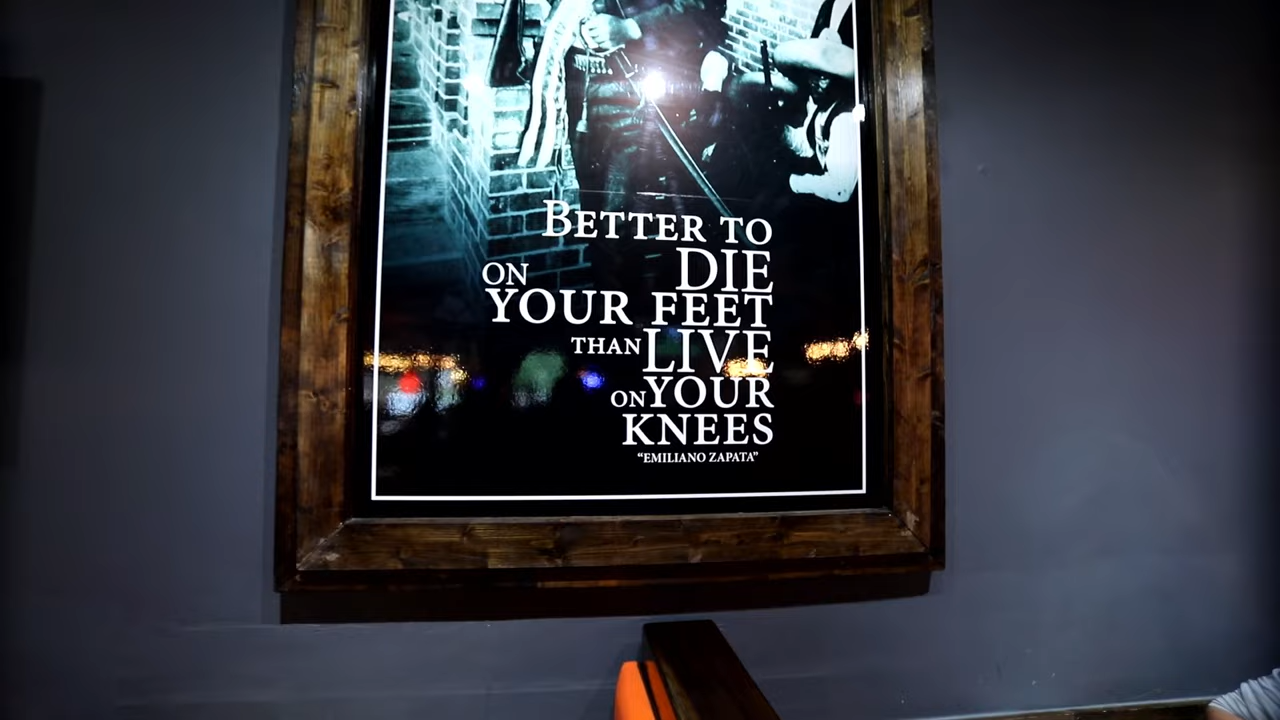 BETTER TO
DIE
ON
YOUR FEET
THAN LIVE
ON YOUR
KNEES
“EMILIANO ZAPATA”